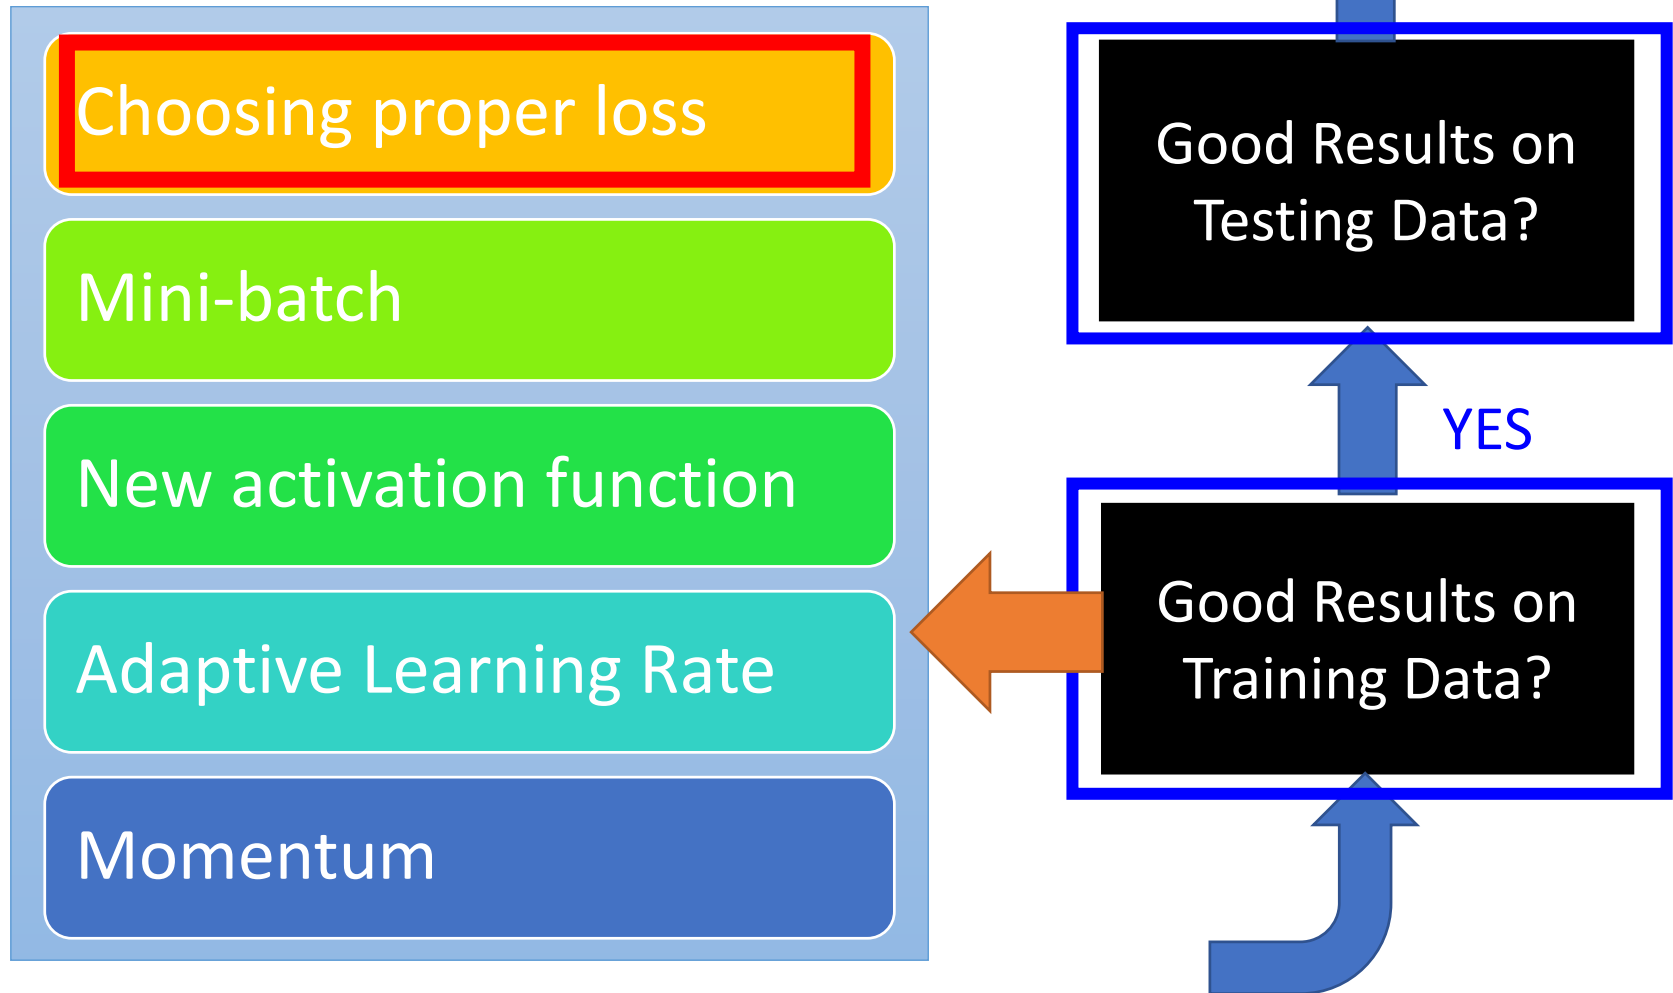 Choosing proper loss
Mini-batch
New activation function
Adaptive Learning Rate
Momentum
Good Results on
Testing Data?
YES
Good Results on
Training Data?